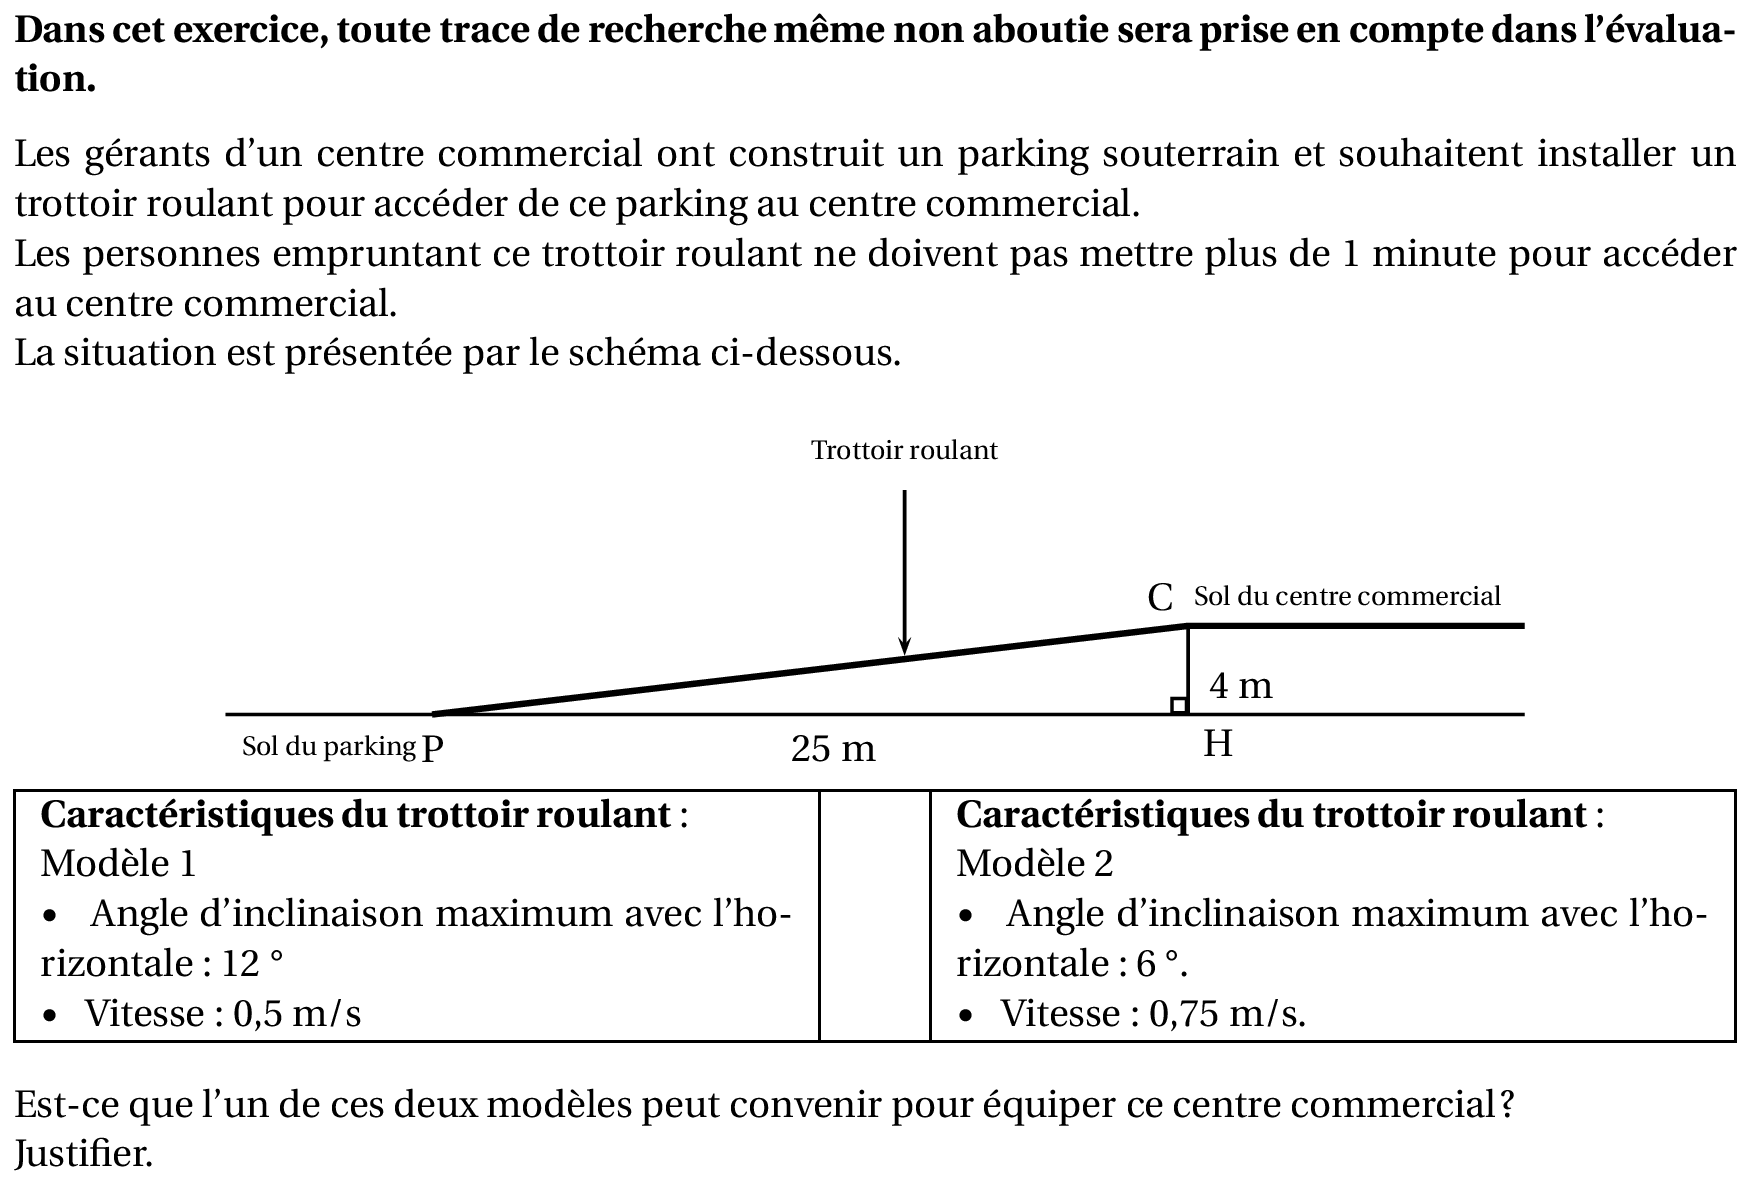 Dans cet exercice, toute trace de recherche même non aboutie sera prise en compte dans l'évalua-
tion.
Les gérants d'un centre commercial ont construit un parking souterrain et souhaitent installer un
trottoir roulant pour accéder de ce parking au centre commercial.
Les personnes empruntant ce trottoir roulant ne doivent pas mettre plus de 1 minute pour accéder
au centre commercial.
La situation est présentée par le schéma ci-dessous.
Trottoir roulant
C Sol du centre commercial
4 m
Sol du parking P 25 m H
Caractéristiques du trottoir roulant :
Modèle 1
• Angle d'inclinaison maximum avec l'ho-
rizontale : 12 °
• Vitesse : 0,5 m/s
Caractéristiques du trottoir roulant :
Modèle 2
• Angle d'inclinaison maximum avec l'ho-
rizontale : 6 °.
• Vitesse : 0,75 m/s.
Est-ce que l'un de ces deux modèles peut convenir pour équiper ce centre commercial?
Justifier.